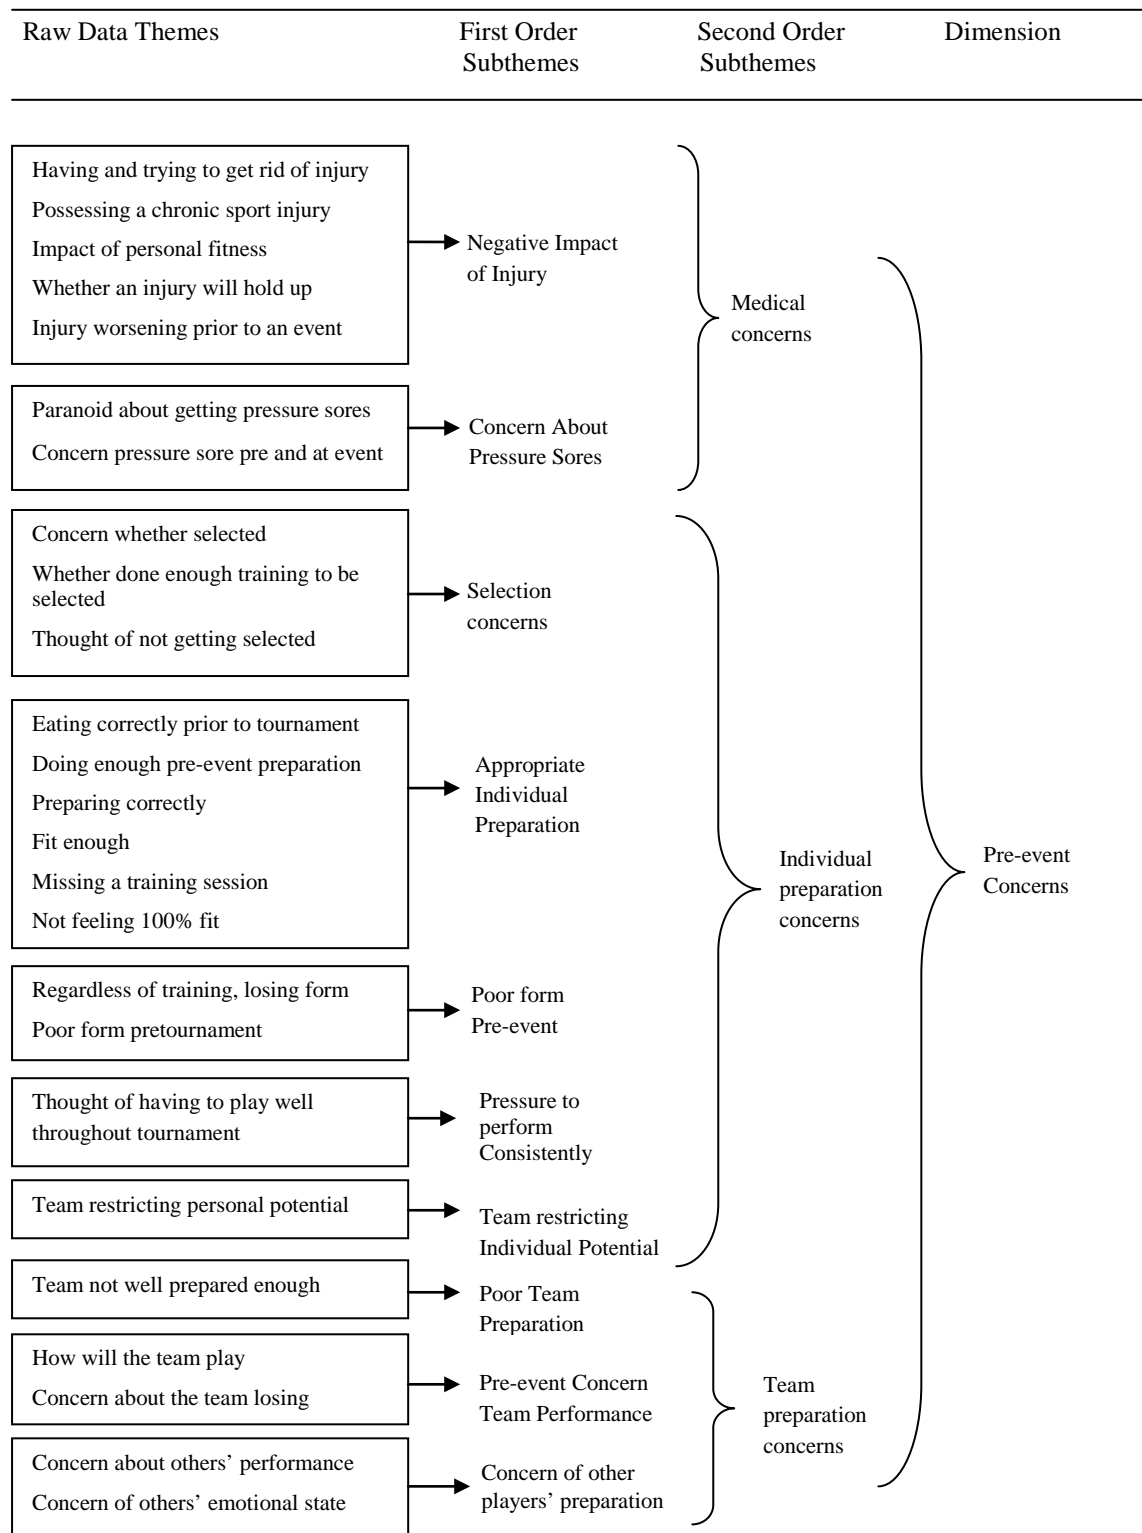 Raw Data Themes
First Order
Subthemes
Second Order
Subthemes
Dimension
Having and trying to get rid of injury
Possessing a chronic sport injury
Impact of personal fitness
Whether an injury will hold up
Injury worsening prior to an event
Negative Impact
of Injury
Medical
concerns
Paranoid about getting pressure sores
Concern pressure sore pre and at event
Concern About
Pressure Sores
Concern whether selected
Whether done enough training to be
selected
Thought of not getting selected
Selection
concerns
Eating correctly prior to tournament
Doing enough pre-event preparation
Preparing correctly
Fit enough
Missing a training session
Not feeling 100% fit
Appropriate
Individual
Preparation
Individual
preparation
concerns
Pre-event
Concerns
Regardless of training, losing form
Poor form pretournament
Poor form
Pre-event
Thought of having to play well
throughout tournament
Pressure to
perform
Consistently
Team restricting personal potential
Team restricting
Individual Potential
Team not well prepared enough
Poor Team
Preparation
How will the team play
Concern about the team losing
Pre-event Concern
Team Performance
Team
preparation
concerns
Concern about others’ performance
Concern of others’ emotional state
Concern of other
players’ preparation